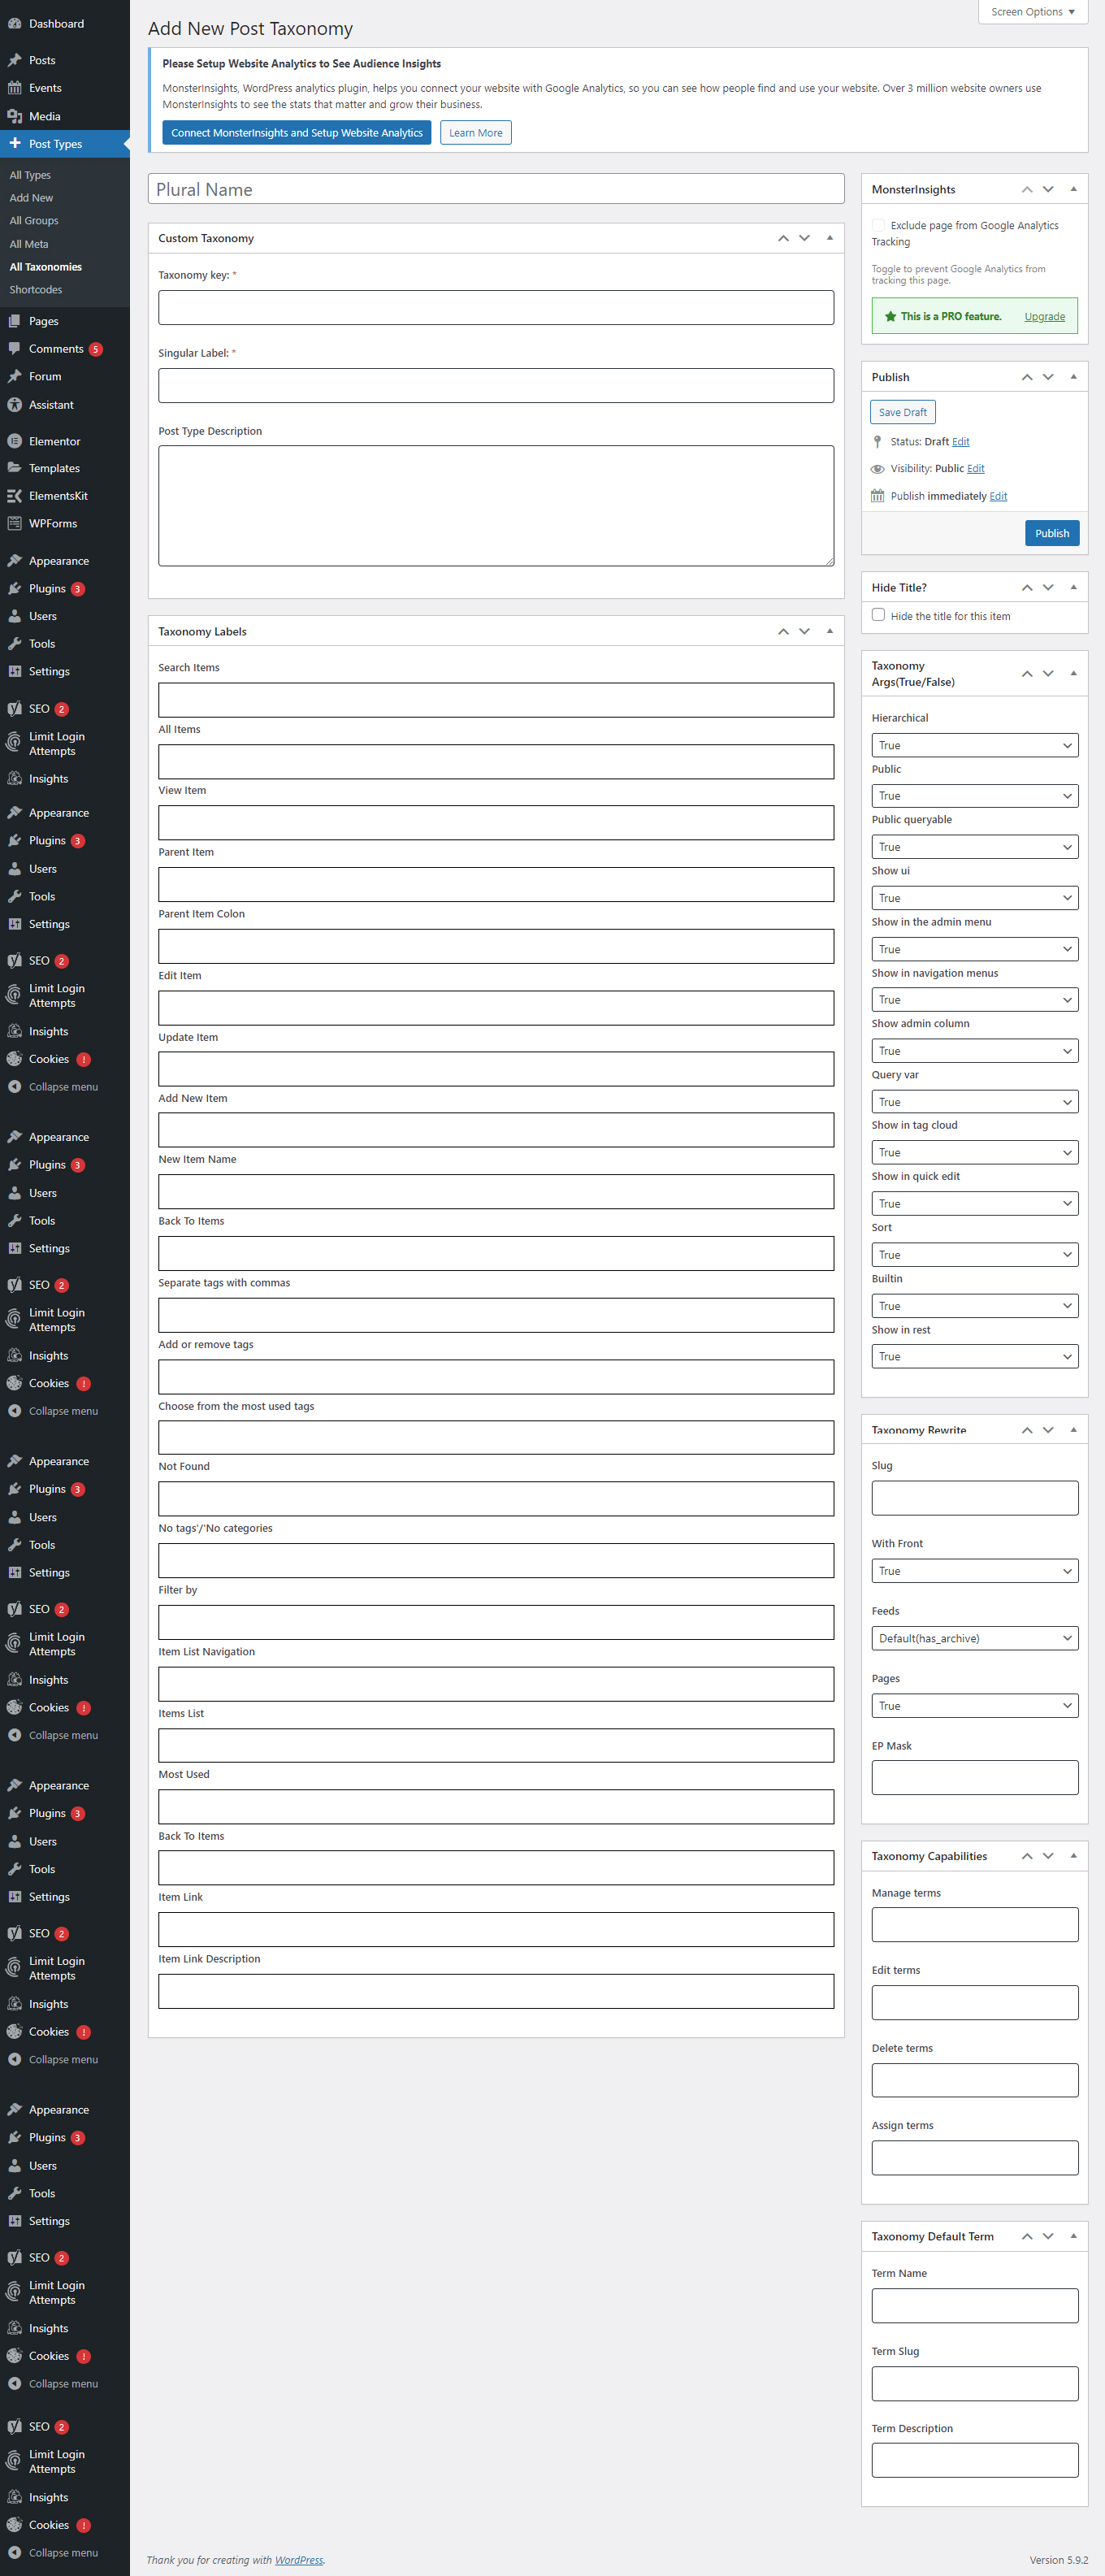 Dashboard
Posts
Events
Media
Post Types
All Types
Add New
All Groups
All Meta
All Taxonomies
Shortcodes
Pages
Comments 5
Forum
Assistant
Elementor
Templates
ElementsKit
WPForms
Appearance
Plugins 3
Users
Tools
Settings
SEO 2
Limit Login
Attempts
Insights
Appearance
Plugins 3
Users
Tools
Settings
SEO 2
Limit Login
Attempts
Insights
Cookies !
Collapse menu
Appearance
Plugins 3
Users
Tools
Settings
SEO 2
Limit Login
Attempts
Insights
Cookies !
Collapse menu
Appearance
Plugins 3
Users
Tools
Settings
SEO 2
Limit Login
Attempts
Insights
Cookies !
Collapse menu
Appearance
Plugins 3
Users
Tools
Settings
SEO 2
Limit Login
Attempts
Insights
Cookies !
Collapse menu
Appearance
Plugins 3
Users
Tools
Settings
SEO 2
Limit Login
Attempts
Insights
Cookies !
Collapse menu
SEO 2
Limit Login
Attempts
Insights
Cookies !
Collapse menu
Screen Options
Add New Post Taxonomy
Please Setup Website Analytics to See Audience Insights
MonsterInsights, WordPress analytics plugin, helps you connect your website with Google Analytics, so you can see how people find and use your website. Over 3 million website owners use
MonsterInsights to see the stats that matter and grow their business.
Connect MonsterInsights and Setup Website Analytics Learn More
Plural Name
Custom Taxonomy
Taxonomy key: *
Singular Label: *
Post Type Description
Taxonomy Labels
Search Items
All Items
View Item
Parent Item
Parent Item Colon
Edit Item
Update Item
Add New Item
New Item Name
Back To Items
Separate tags with commas
Add or remove tags
Choose from the most used tags
Not Found
No tags'/'No categories
Filter by
Item List Navigation
Items List
Most Used
Back To Items
Item Link
Item Link Description
MonsterInsights
Exclude page from Google Analytics
Tracking
Toggle to prevent Google Analytics from
tracking this page.
This is a PRO feature. Upgrade
Publish
Save Draft
Status: Draft Edit
Visibility: Public Edit
Publish immediately Edit
Publish
Hide Title?
Hide the title for this item
Taxonomy
Args(True/False)
Hierarchical
True
Public
True
Public queryable
True
Show ui
True
Show in the admin menu
True
Show in navigation menus
True
Show admin column
True
Query var
True
Show in tag cloud
True
Show in quick edit
True
Sort
True
Builtin
True
Show in rest
True
Taxonomy Rewrite
Slug
With Front
True
Feeds
Default(has_archive)
Pages
True
EP Mask
Taxonomy Capabilities
Manage terms
Edit terms
Delete terms
Assign terms
Taxonomy Default Term
Term Name
Term Slug
Term Description
Thank you for creating with WordPress.
Version 5.9.2